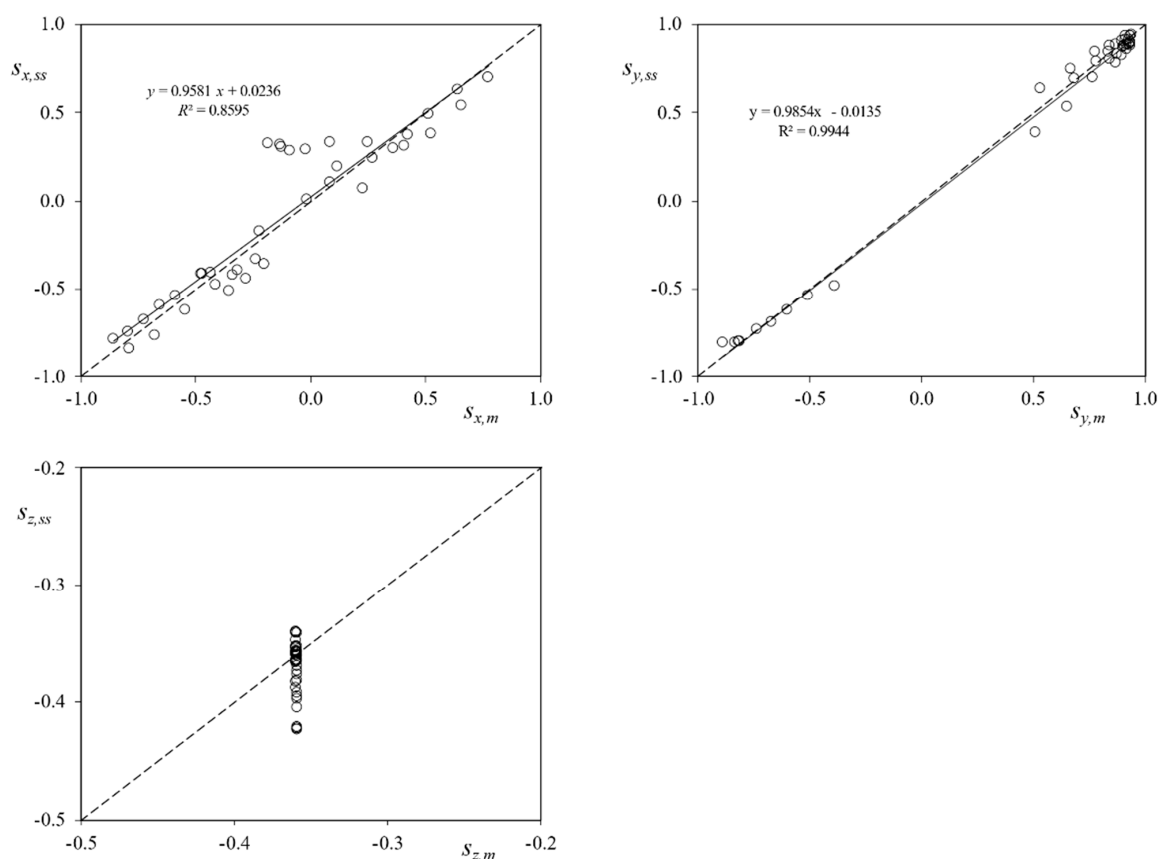 1.0
s_{x,ss}
y = 0.9581 x + 0.0236
R² = 0.8595
0.5
0.0
-0.5
-1.0
-1.0 -0.5 0.0 0.5 1.0
s_{x,m}
1.0
s_{y,ss}
y = 0.9854x - 0.0135
R² = 0.9944
0.5
0.0
-0.5
-1.0
-1.0 -0.5 0.0 0.5 1.0
s_{y,m}
-0.2
s_{z,ss}
-0.3
-0.4
-0.5
-0.5 -0.4 -0.3 -0.2
s_{z,m}